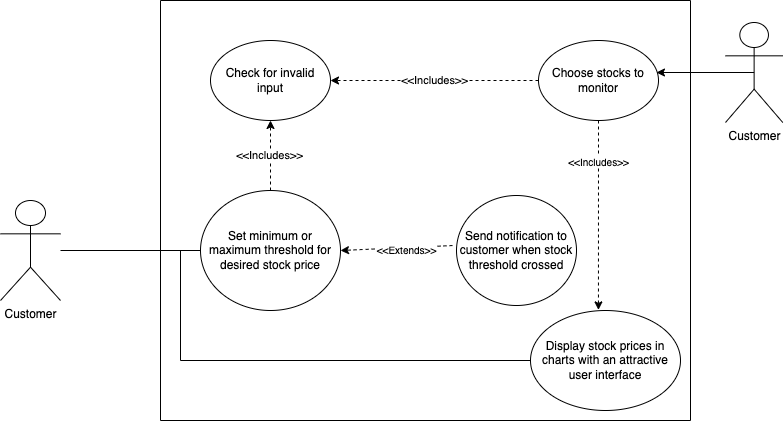 Check for invalid
input
<<Includes>>
Choose stocks to
monitor
Customer
<<Includes>>
<<Includes>>
Set minimum or
maximum threshold for
desired stock price
<<Extends>>
Send notification to
customer when stock
threshold crossed
Customer
Display stock prices in
charts with an attractive
user interface